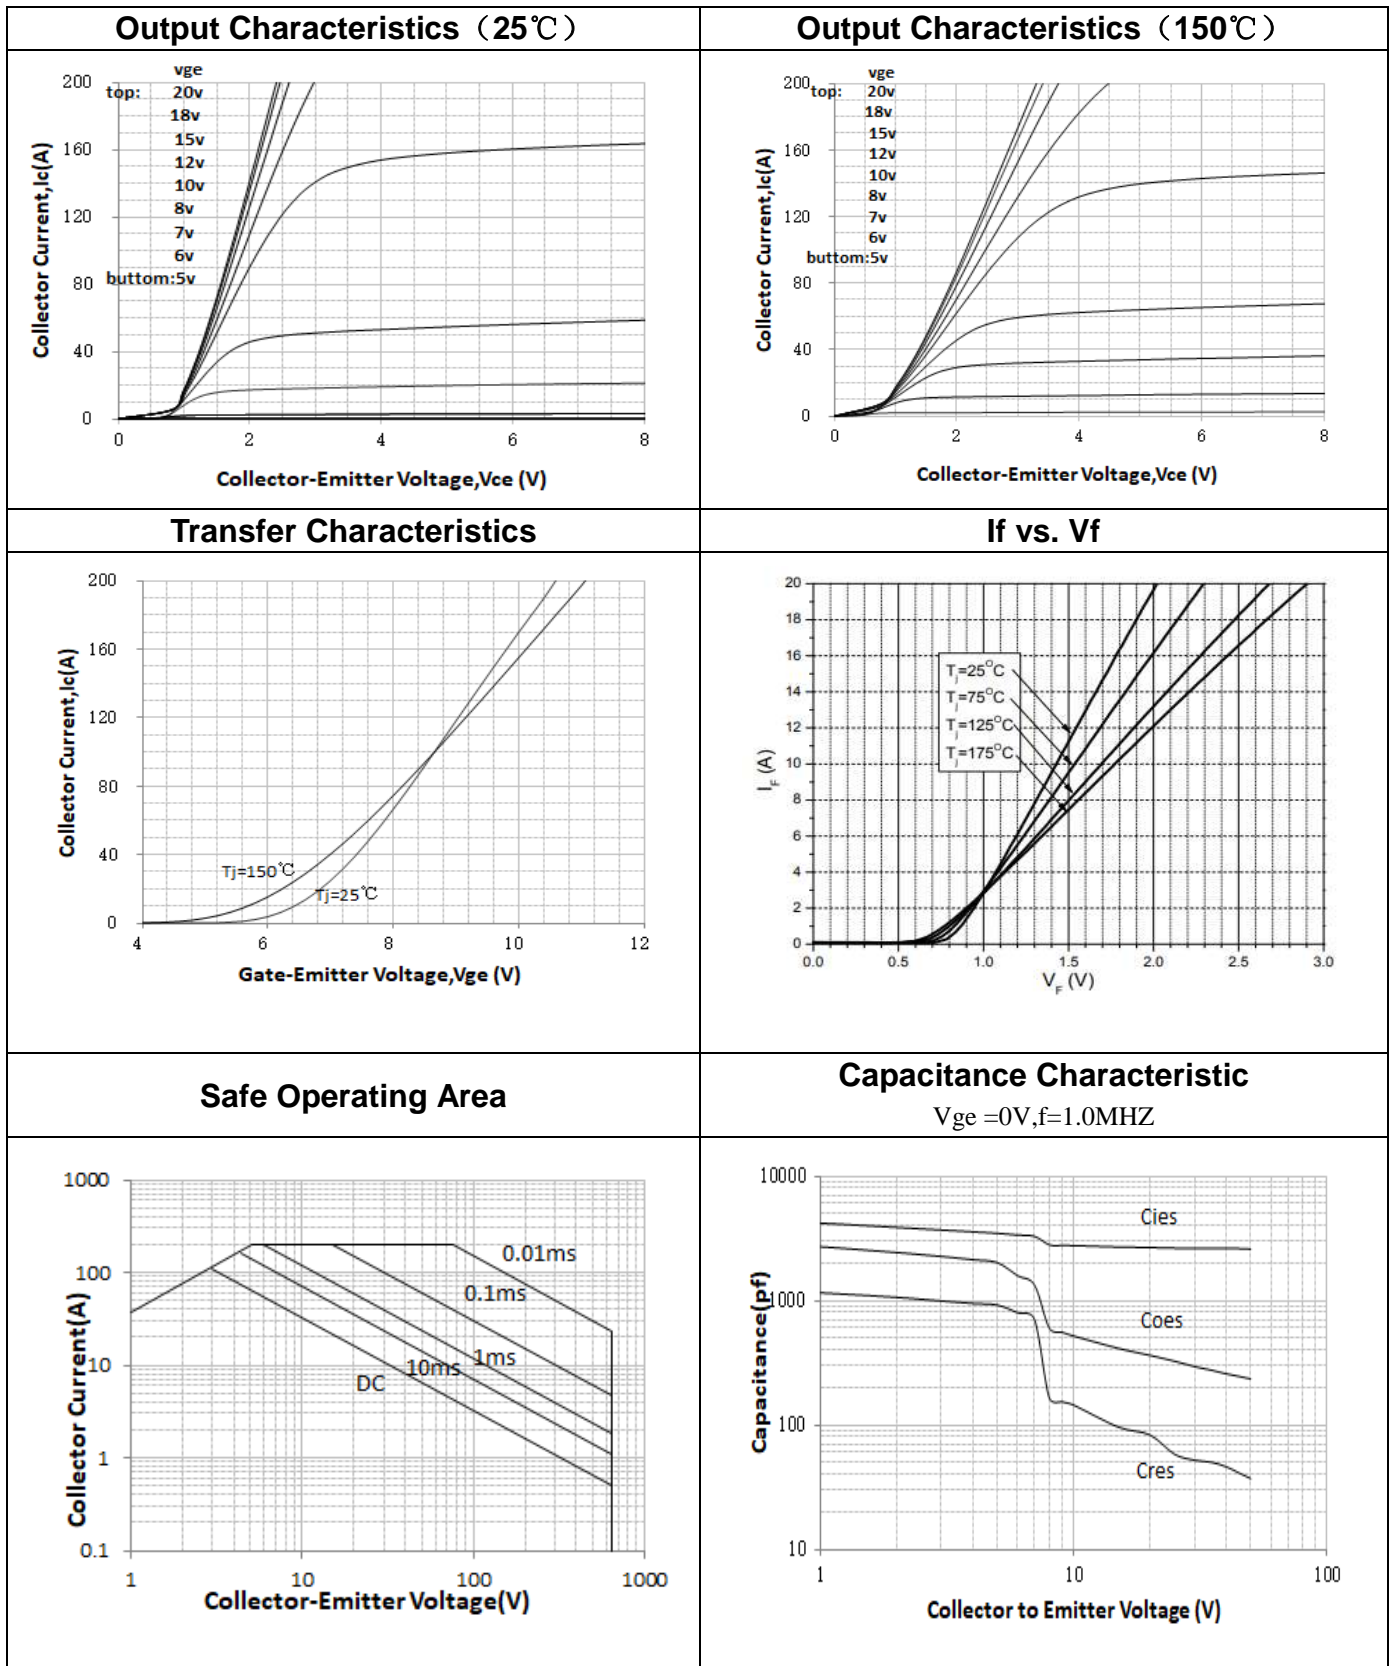 Output Characteristics（25℃）
vge
top: 20v
18v
15v
12v
10v
8v
7v
6v
buttom:5v
200
160
120
80
40
0
0 2 4 6 8
Collector Current,Ic(A)
Collector-Emitter Voltage,Vce (V)
Output Characteristics（150℃）
vge
top: 20v
18v
15v
12v
10v
8v
7v
6v
buttom:5v
200
160
120
80
40
0
0 2 4 6 8
Collector Current,Ic(A)
Collector-Emitter Voltage,Vce (V)
Transfer Characteristics
200
160
120
80
40
0
4 6 8 10 12
Tj=150℃
Tj=25℃
Collector Current,Ic(A)
Gate-Emitter Voltage,Vge (V)
If vs. Vf
20
18
16
14
12
10
8
6
4
2
0
0.0 0.5 1.0 1.5 2.0 2.5 3.0
Tj=25°C
Tj=75°C
Tj=125°C
Tj=175°C
IF (A)
VF (V)
Safe Operating Area
1000
100
10
1
0.1
1 10 100 1000
0.01ms
0.1ms
1ms
10ms
DC
Collector Current(A)
Collector-Emitter Voltage(V)
Capacitance Characteristic
Vge =0V,f=1.0MHZ
10000
1000
100
10
1 10 100
Cies
Coes
Cres
Capacitance(pf)
Collector to Emitter Voltage (V)